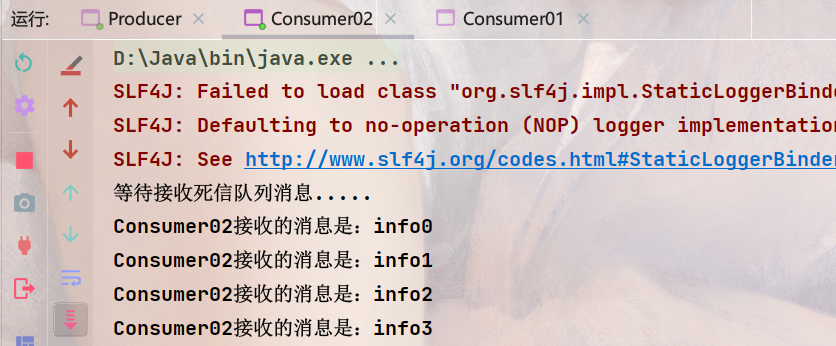 运行: Producer Consumer02 Consumer01
D:\Java\bin\java.exe ...
SLF4J: Failed to load class "org.slf4j.impl.StaticLoggerBinde
SLF4J: Defaulting to no-operation (NOP) logger implementation
SLF4J: See http://www.slf4j.org/codes.html#StaticLoggerBinder
等待接收死信队列消息.....
Consumer02接收的消息是：info0
Consumer02接收的消息是：info1
Consumer02接收的消息是：info2
Consumer02接收的消息是：info3